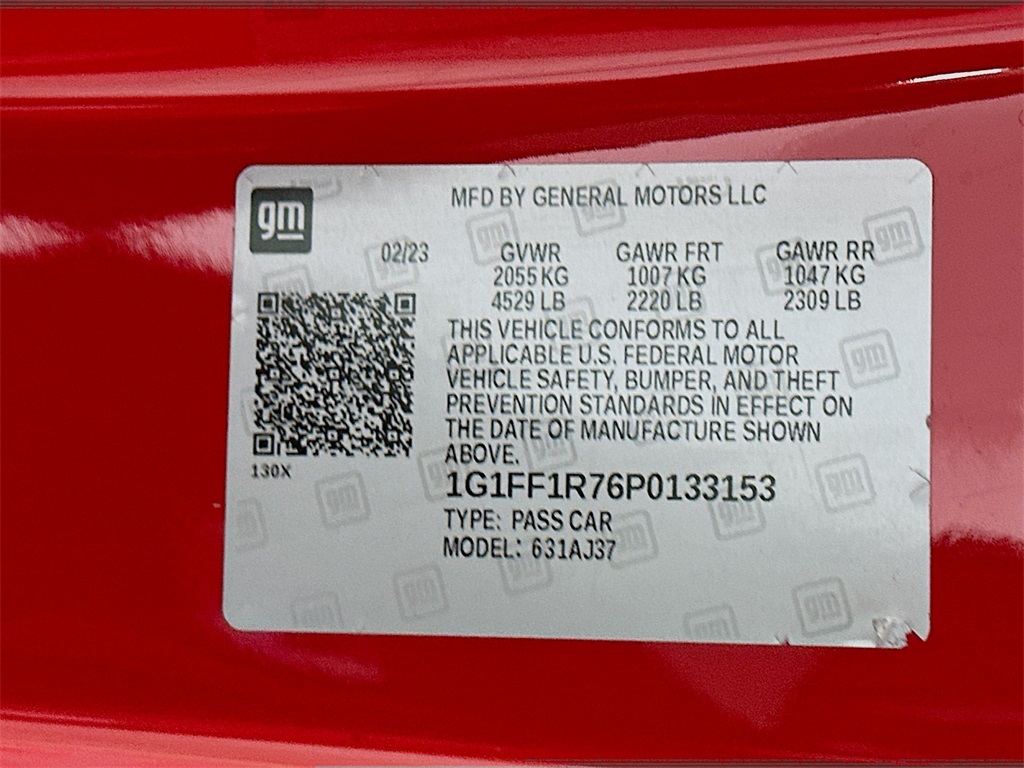 gm
MFD BY GENERAL MOTORS LLC
02/23 GVWR GAWR FRT GAWR RR
2055 KG 1007 KG 1047 KG
4529 LB 2220 LB 2309 LB
THIS VEHICLE CONFORMS TO ALL
APPLICABLE U.S. FEDERAL MOTOR
VEHICLE SAFETY, BUMPER, AND THEFT
PREVENTION STANDARDS IN EFFECT ON
THE DATE OF MANUFACTURE SHOWN
ABOVE.
130X
1G1FF1R76P0133153
TYPE: PASS CAR
MODEL: 631AJ37